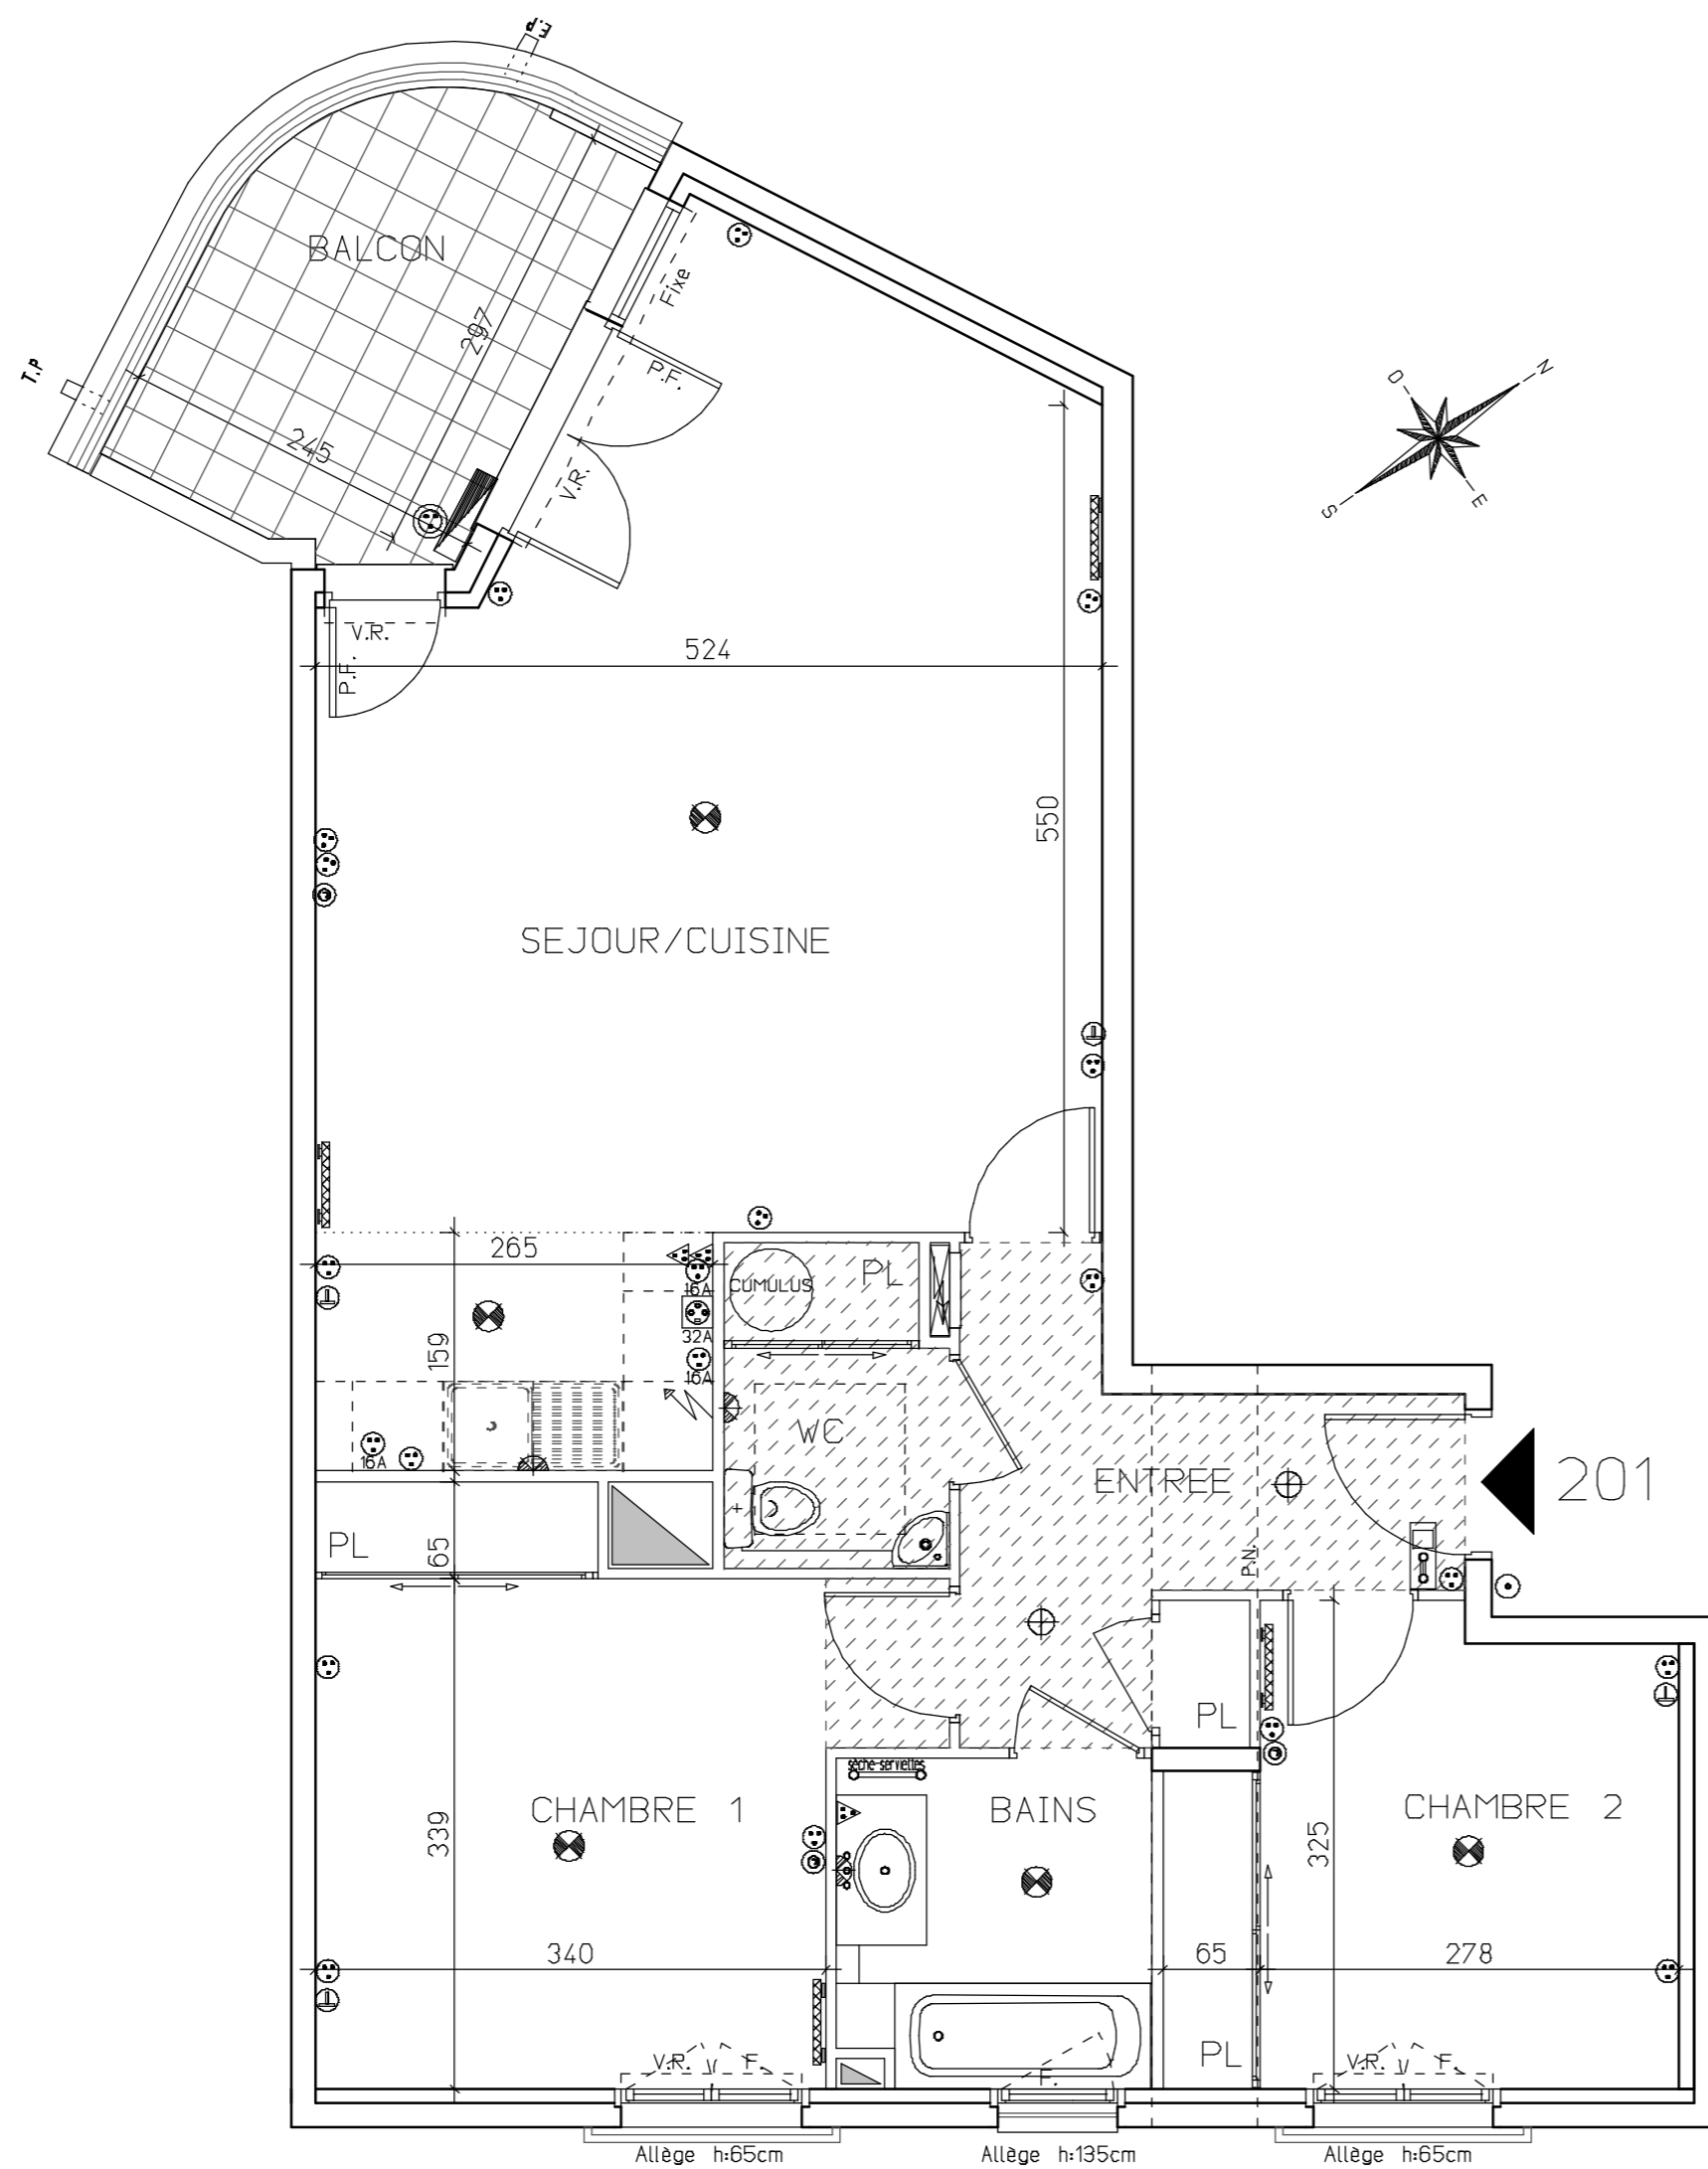 T.P
BALCON
297
Fixe
P.F.
245
V.R.
T.P
N
O
E
S
V.R.
P.F.
524
550
SEJOUR/CUISINE
265
CUMULUS
PL
16A
32A
16A
159
WC
16A
ENTREE
201
PL
65
P.N.
PL
sèche-serviettes
CHAMBRE 1
BAINS
CHAMBRE 2
339
325
340
65
278
PL
V.R.
F.
F.
V.R.
F.
Allège h:65cm
Allège h:135cm
Allège h:65cm